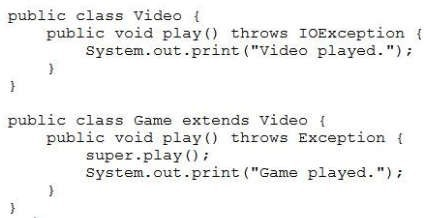 public class Video {
    public void play() throws IOException {
        System.out.print("Video played.");
    }
}
public class Game extends Video {
    public void play() throws Exception {
        super.play();
        System.out.print("Game played.");
    }
}